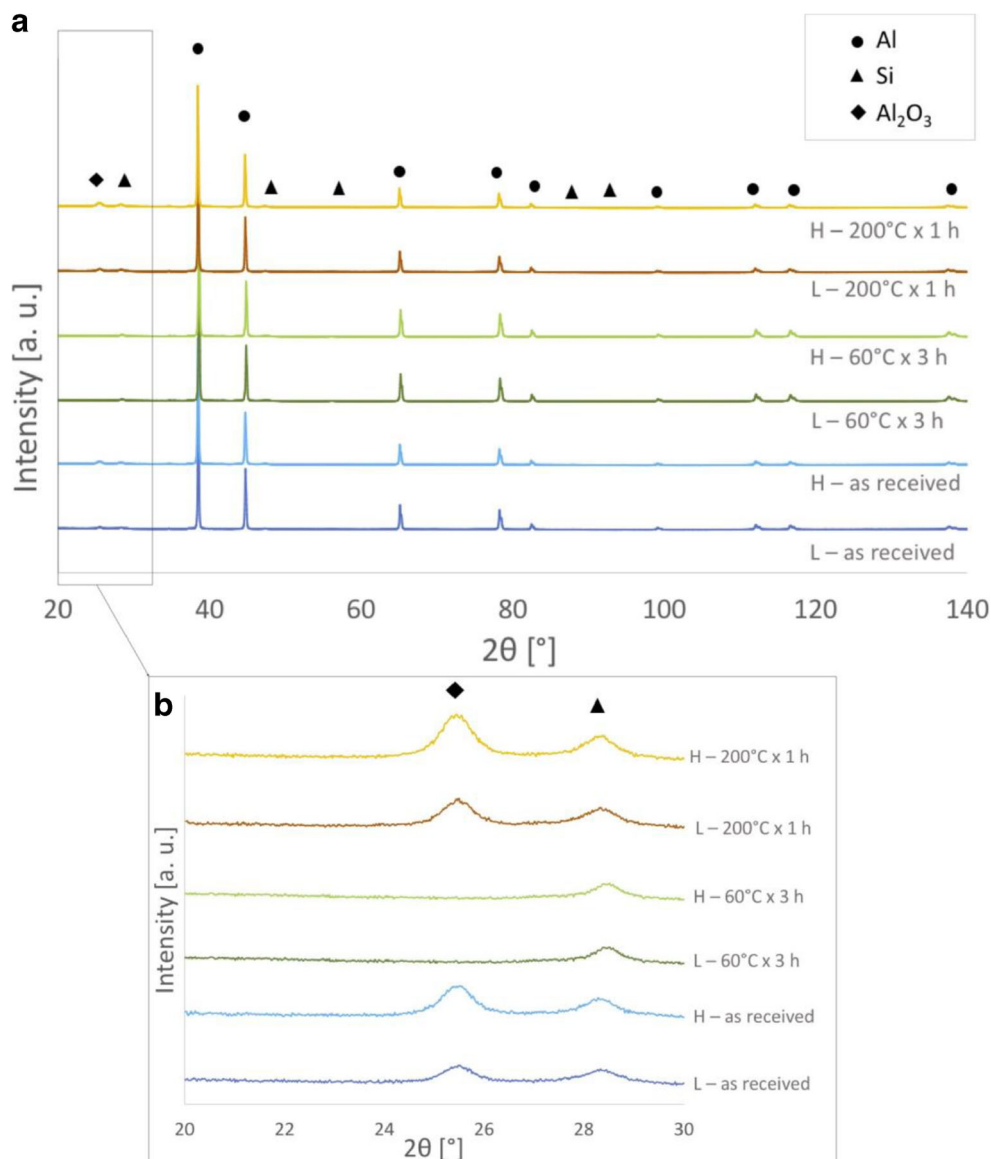 a
Al
Si
Al₂O₃
Intensity [a. u.]
H – 200°C x 1 h
L – 200°C x 1 h
H – 60°C x 3 h
L – 60°C x 3 h
H – as received
L – as received
20 40 60 80 100 120 140
2θ [°]
b
Intensity [a. u.]
H – 200°C x 1 h
L – 200°C x 1 h
H – 60°C x 3 h
L – 60°C x 3 h
H – as received
L – as received
20 22 24 26 28 30
2θ [°]